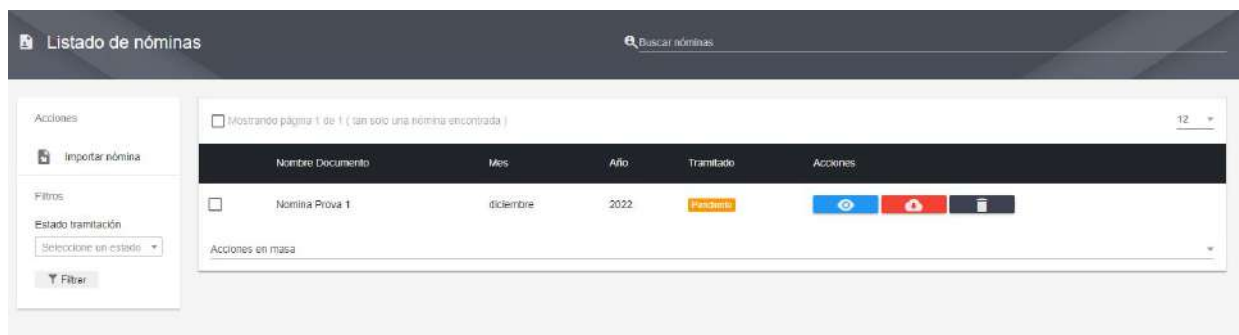 Listado de nóminas
Buscar nóminas
Acciones
Importar nómina
Filtros
Estado tramitación
Seleccione un estado
Filtrar
Mostrando página 1 de 1 ( tan solo una nómina encontrada )
12
Nombre Documento Mes Año Tramitado Acciones
Nomina Prova 1 diciembre 2022 Pendiente
Acciones en masa